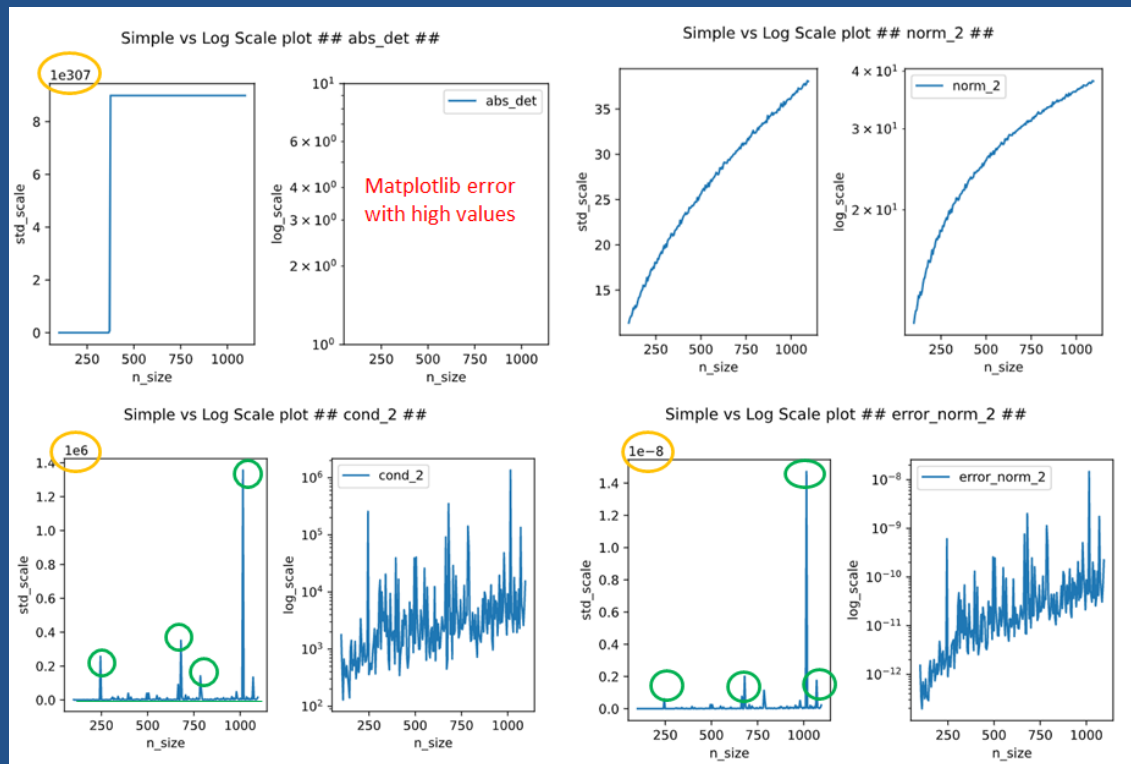 Simple vs Log Scale plot ## abs_det ##
1e307
8
6
4
2
0
std_scale
250 500 750 1000
n_size
10¹
6 × 10⁰
4 × 10⁰
3 × 10⁰
2 × 10⁰
10⁰
log_scale
abs_det
Matplotlib error
with high values
250 500 750 1000
n_size
Simple vs Log Scale plot ## norm_2 ##
35
30
25
20
15
std_scale
250 500 750 1000
n_size
4 × 10¹
3 × 10¹
2 × 10¹
log_scale
norm_2
250 500 750 1000
n_size
Simple vs Log Scale plot ## cond_2 ##
1e6
1.4
1.2
1.0
0.8
0.6
0.4
0.2
0.0
std_scale
250 500 750 1000
n_size
10⁶
10⁵
10⁴
10³
10²
log_scale
cond_2
250 500 750 1000
n_size
Simple vs Log Scale plot ## error_norm_2 ##
1e−8
1.4
1.2
1.0
0.8
0.6
0.4
0.2
0.0
std_scale
250 500 750 1000
n_size
10⁻⁸
10⁻⁹
10⁻¹⁰
10⁻¹¹
10⁻¹²
log_scale
error_norm_2
250 500 750 1000
n_size